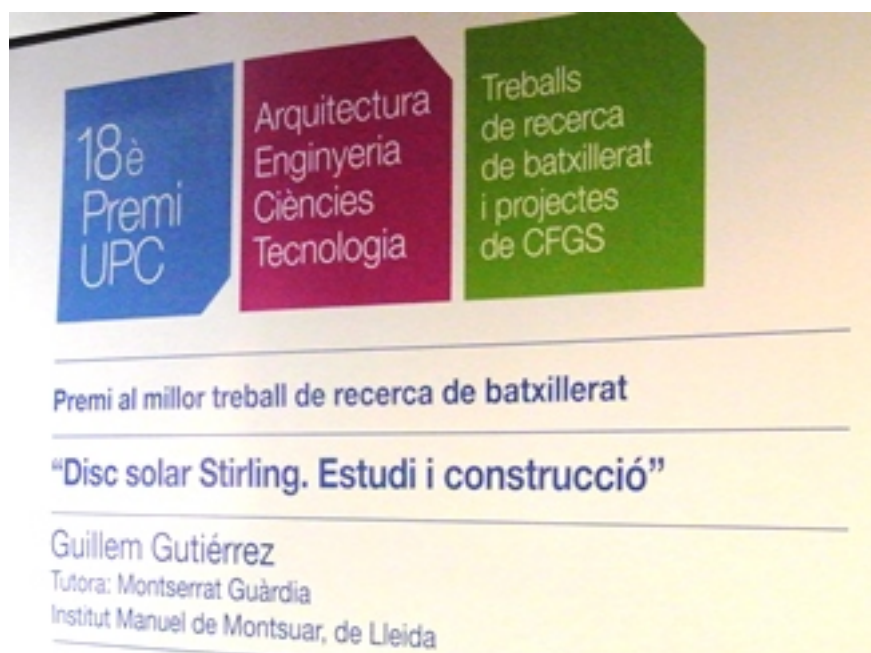 18è
Premi
UPC
Arquitectura
Enginyeria
Ciències
Tecnologia
Treballs
de recerca
de batxillerat
i projectes
de CFGS
Premi al millor treball de recerca de batxillerat
“Disc solar Stirling. Estudi i construcció”
Guillem Gutiérrez
Tutora: Montserrat Guàrdia
Institut Manuel de Montsuar, de Lleida